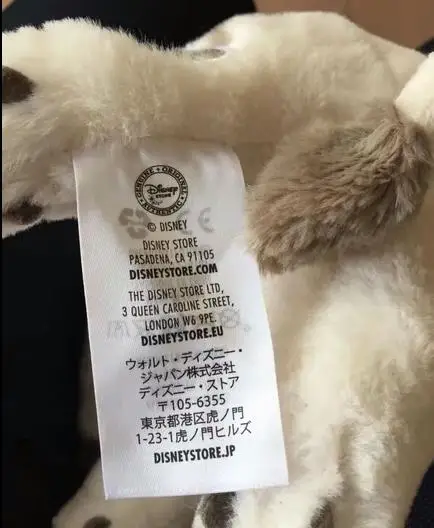 GENUINE • ORIGINAL
Disney
STORE
AUTHENTIC
© DISNEY
DISNEY STORE
PASADENA, CA 91105
DISNEYSTORE.COM
THE DISNEY STORE LTD,
3 QUEEN CAROLINE STREET,
LONDON W6 9PE.
DISNEYSTORE.EU
ウォルト・ディズニー・
ジャパン株式会社
ディズニー・ストア
〒105-6355
東京都港区虎ノ門
1-23-1虎ノ門ヒルズ
DISNEYSTORE.JP